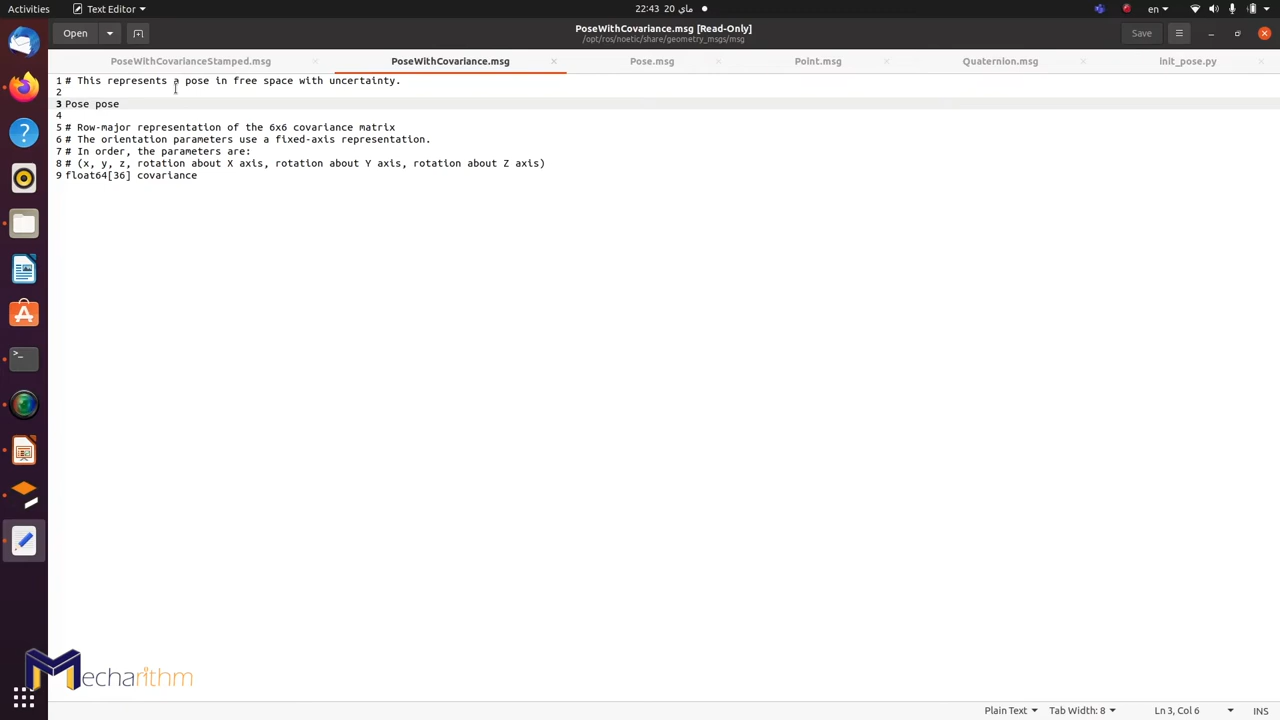 Activities
Text Editor
22:43 20 ماي
en
Open
PoseWithCovariance.msg [Read-Only]
/opt/ros/noetic/share/geometry_msgs/msg
Save
PoseWithCovarianceStamped.msg
PoseWithCovariance.msg
Pose.msg
Point.msg
Quaternion.msg
init_pose.py
1 # This represents a pose in free space with uncertainty.
2
3 Pose pose
4
5 # Row-major representation of the 6x6 covariance matrix
6 # The orientation parameters use a fixed-axis representation.
7 # In order, the parameters are:
8 # (x, y, z, rotation about X axis, rotation about Y axis, rotation about Z axis)
9 float64[36] covariance
Mecharithm
Plain Text
Tab Width: 8
Ln 3, Col 6
INS